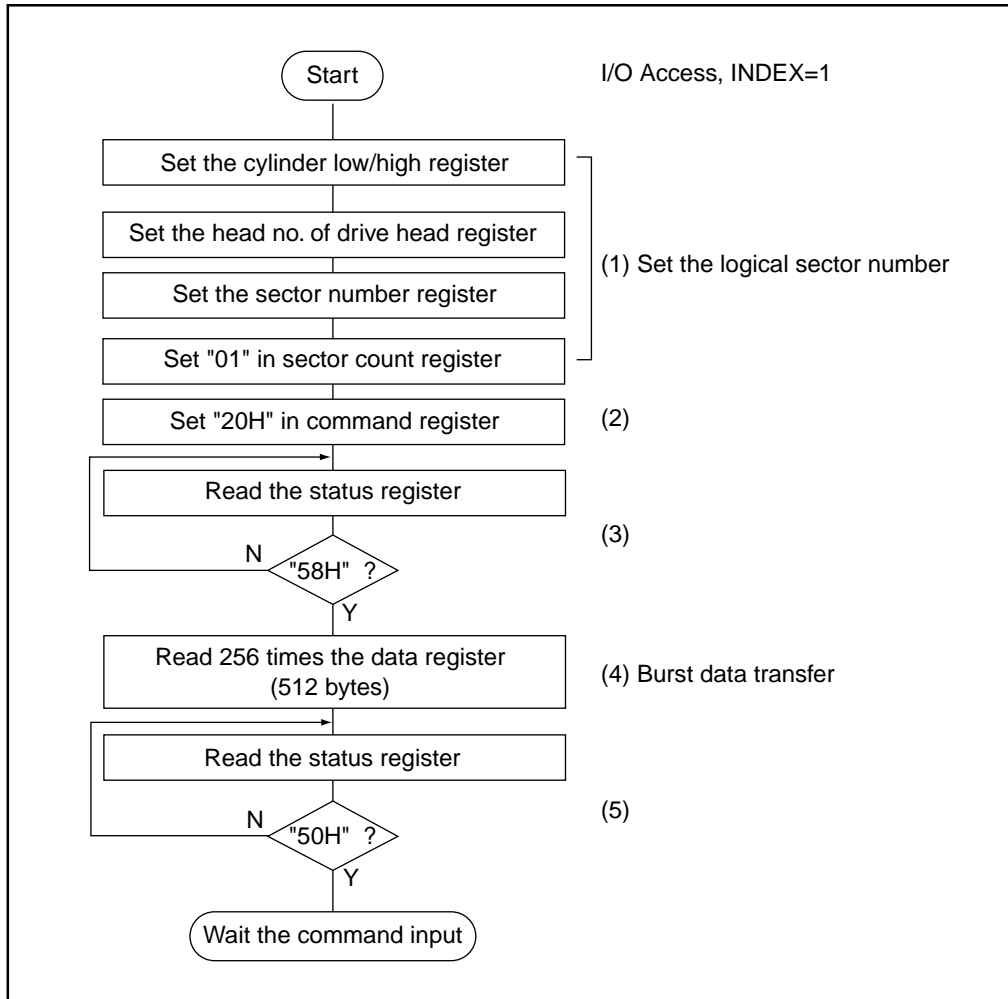 Start
I/O Access, INDEX=1
Set the cylinder low/high register
Set the head no. of drive head register
(1) Set the logical sector number
Set the sector number register
Set "01" in sector count register
Set "20H" in command register
(2)
Read the status register
(3)
N
"58H" ?
Y
Read 256 times the data register
(512 bytes)
(4) Burst data transfer
Read the status register
(5)
N
"50H" ?
Y
Wait the command input